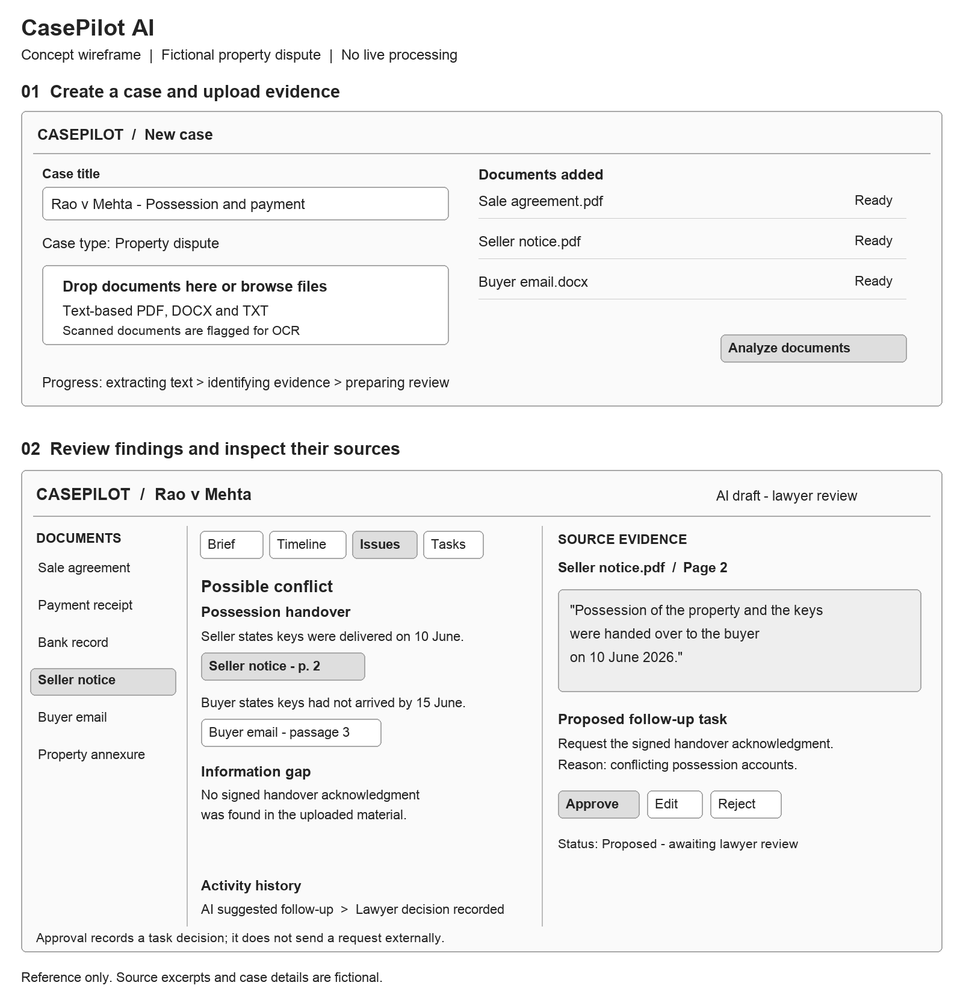 CasePilot AI
Concept wireframe | Fictional property dispute | No live processing
01 Create a case and upload evidence
CASEPILOT / New case
Case title
Rao v Mehta - Possession and payment
Case type: Property dispute
Drop documents here or browse files
Text-based PDF, DOCX and TXT
Scanned documents are flagged for OCR
Documents added
Sale agreement.pdf Ready
Seller notice.pdf Ready
Buyer email.docx Ready
Analyze documents
Progress: extracting text > identifying evidence > preparing review
02 Review findings and inspect their sources
CASEPILOT / Rao v Mehta
AI draft - lawyer review
DOCUMENTS
Sale agreement
Payment receipt
Bank record
Seller notice
Buyer email
Property annexure
Brief
Timeline
Issues
Tasks
Possible conflict
Possession handover
Seller states keys were delivered on 10 June.
Seller notice - p. 2
Buyer states keys had not arrived by 15 June.
Buyer email - passage 3
Information gap
No signed handover acknowledgment
was found in the uploaded material.
Activity history
AI suggested follow-up > Lawyer decision recorded
SOURCE EVIDENCE
Seller notice.pdf / Page 2
"Possession of the property and the keys
were handed over to the buyer
on 10 June 2026."
Proposed follow-up task
Request the signed handover acknowledgment.
Reason: conflicting possession accounts.
Approve
Edit
Reject
Status: Proposed - awaiting lawyer review
Approval records a task decision; it does not send a request externally.
Reference only. Source excerpts and case details are fictional.